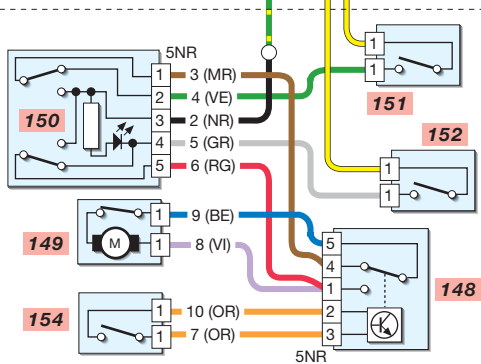 5NR
1 3 (MR)
2 4 (VE)
3 2 (NR)
4 5 (GR)
5 6 (RG)
150
1
1
151
152
1
1
1 9 (BE)
M 1 8 (VI)
149
5
4
1
2
3
148
154
1 10 (OR)
1 7 (OR)
5NR